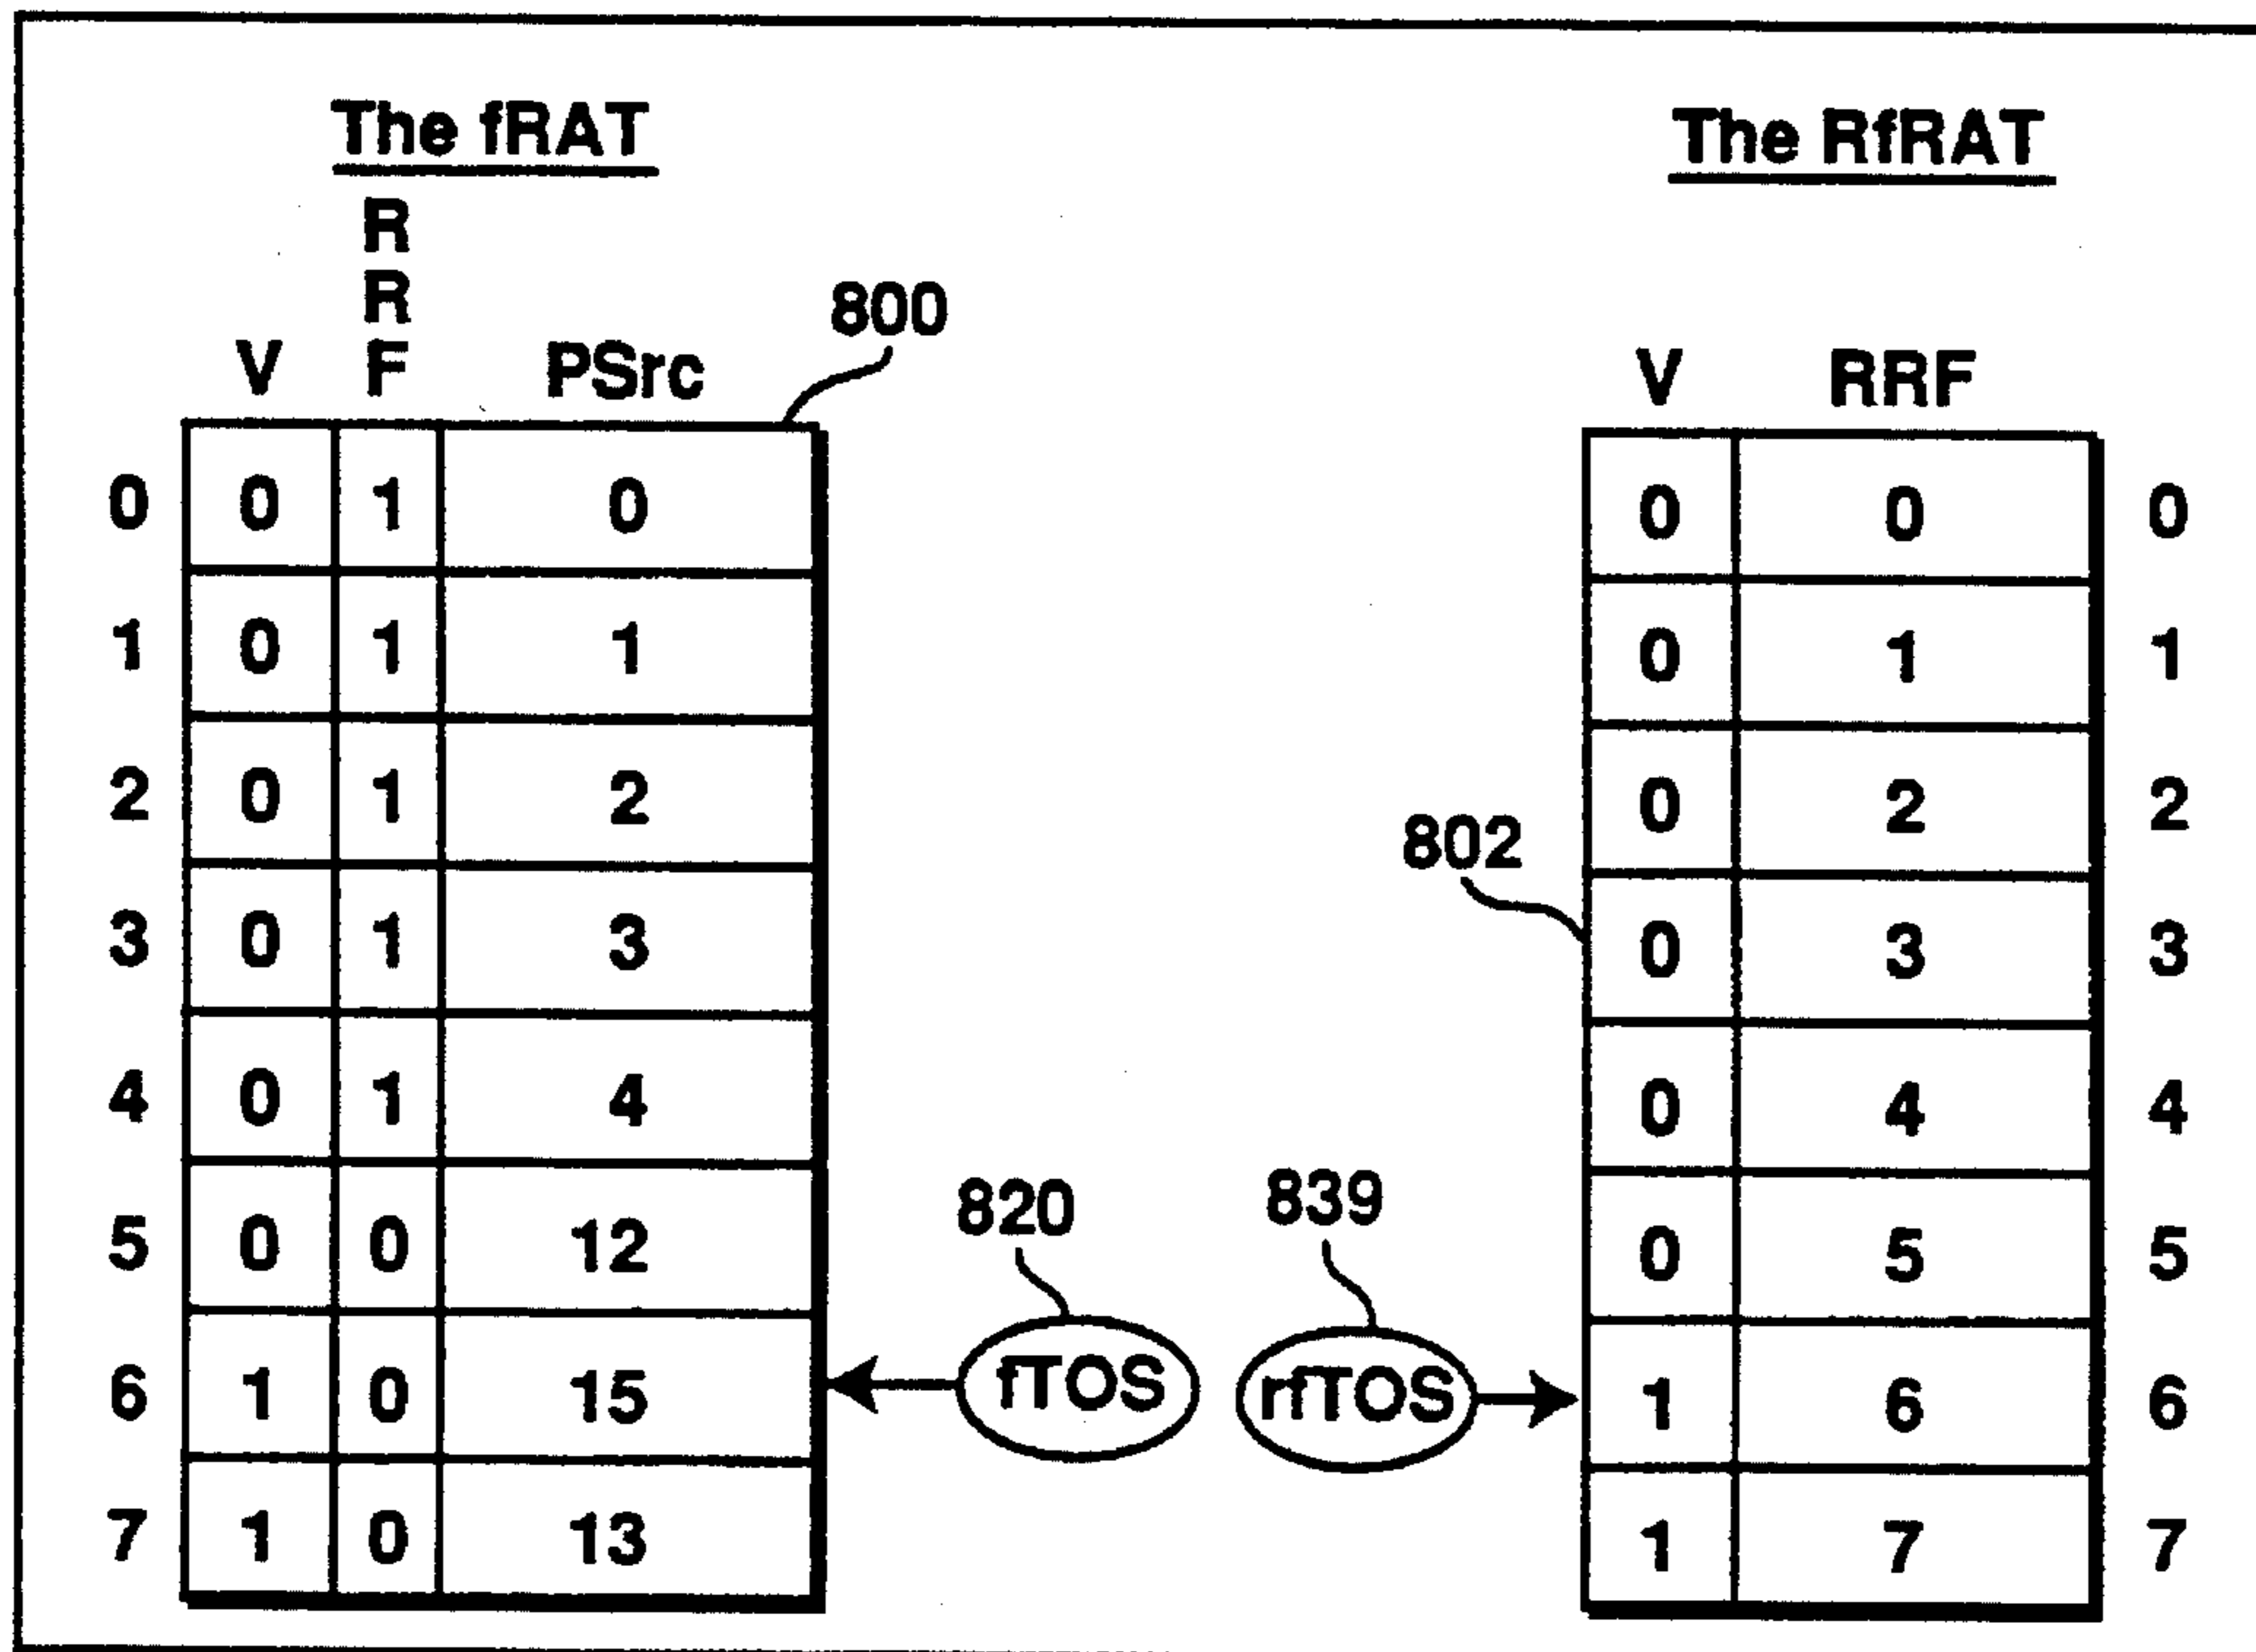 The fRAT The RfRAT
R
R
V F PSrc 800 V RRF
0 0 1 0 0 0 0
1 0 1 1 0 1 1
2 0 1 2 0 2 2
802
3 0 1 3 0 3 3
4 0 1 4 0 4 4
820 839
5 0 0 12 0 5 5
6 1 0 15 fTOS rfTOS 1 6 6
7 1 0 13 1 7 7